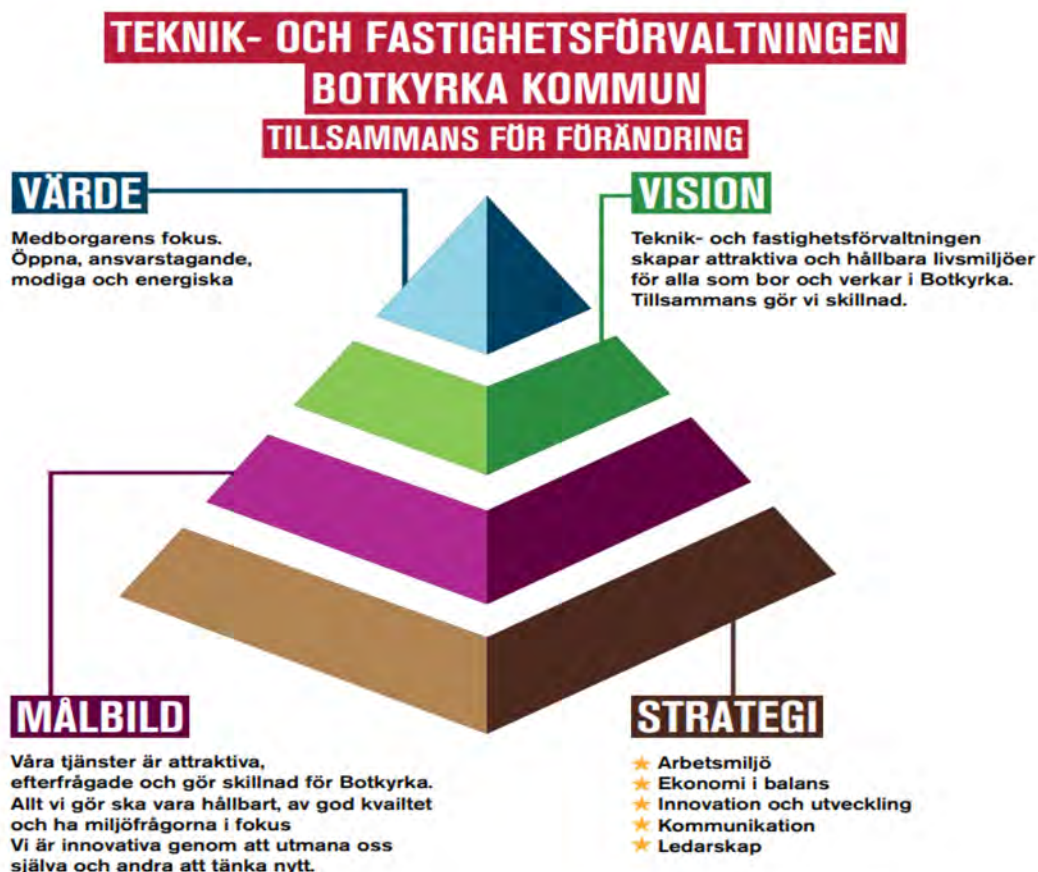 TEKNIK- OCH FASTIGHETSFÖRVALTNINGEN
BOTKYRKA KOMMUN
TILLSAMMANS FÖR FÖRÄNDRING
VÄRDE
Medborgarens fokus.
Öppna, ansvarstagande,
modiga och energiska
VISION
Teknik- och fastighetsförvaltningen
skapar attraktiva och hållbara livsmiljöer
för alla som bor och verkar i Botkyrka.
Tillsammans gör vi skillnad.
MÅLBILD
Våra tjänster är attraktiva,
efterfrågade och gör skillnad för Botkyrka.
Allt vi gör ska vara hållbart, av god kvailtet
och ha miljöfrågorna i fokus
Vi är innovativa genom att utmana oss
själva och andra att tänka nytt.
STRATEGI
Arbetsmiljö
Ekonomi i balans
Innovation och utveckling
Kommunikation
Ledarskap